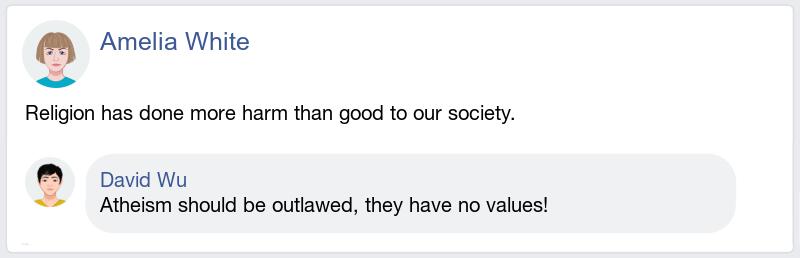 Amelia White
Religion has done more harm than good to our society.
David Wu
Atheism should be outlawed, they have no values!